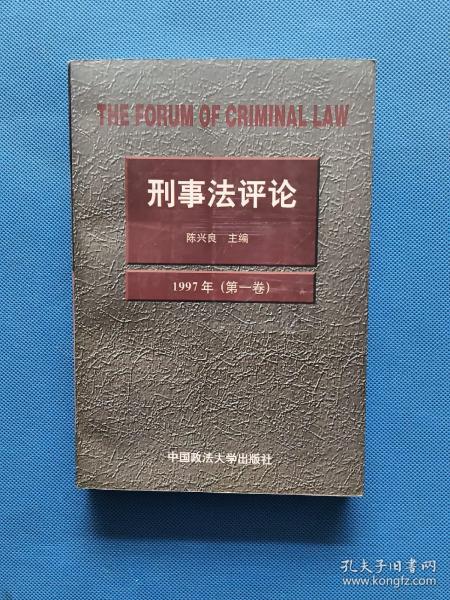 THE FORUM OF CRIMINAL LAW
刑事法评论
陈兴良 主编
1997年(第一卷)
中国政法大学出版社
孔夫子旧书网
www.kongfz.com